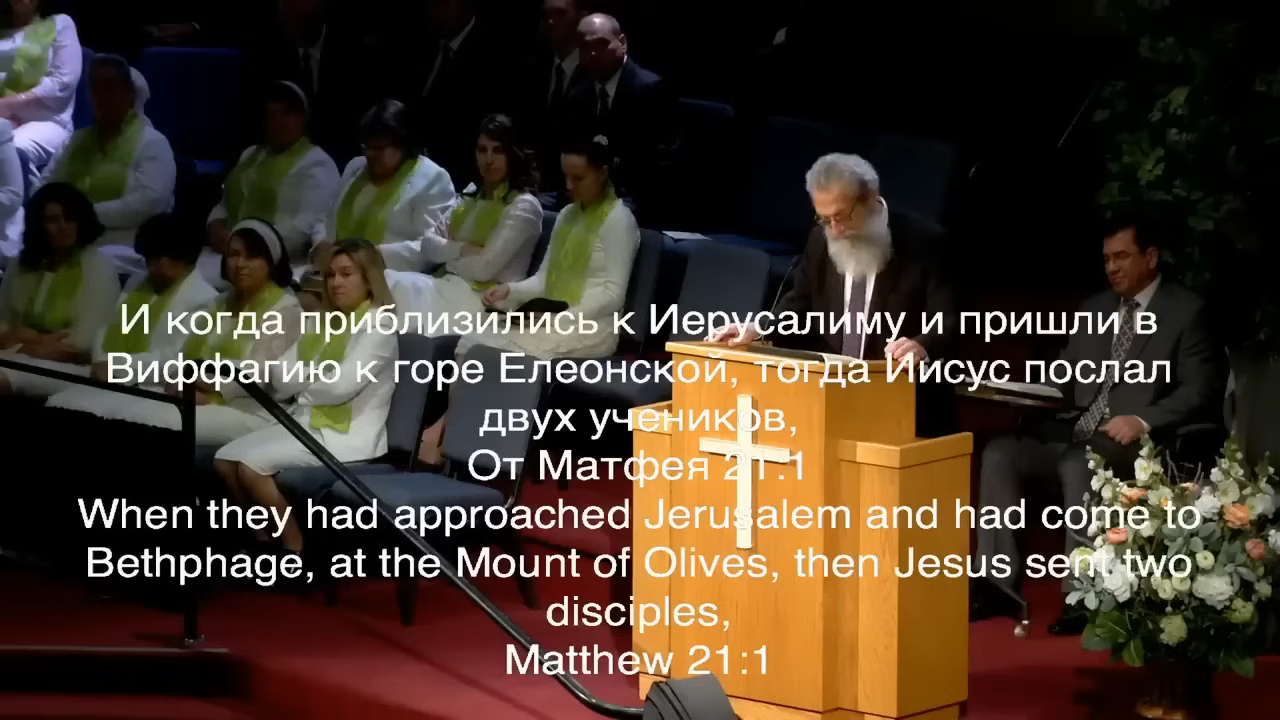 И когда приблизились к Иерусалиму и пришли в
Виффагию к горе Елеонской, тогда Иисус послал
двух учеников,
От Матфея 21:1
When they had approached Jerusalem and had come to
Bethphage, at the Mount of Olives, then Jesus sent two
disciples,
Matthew 21:1